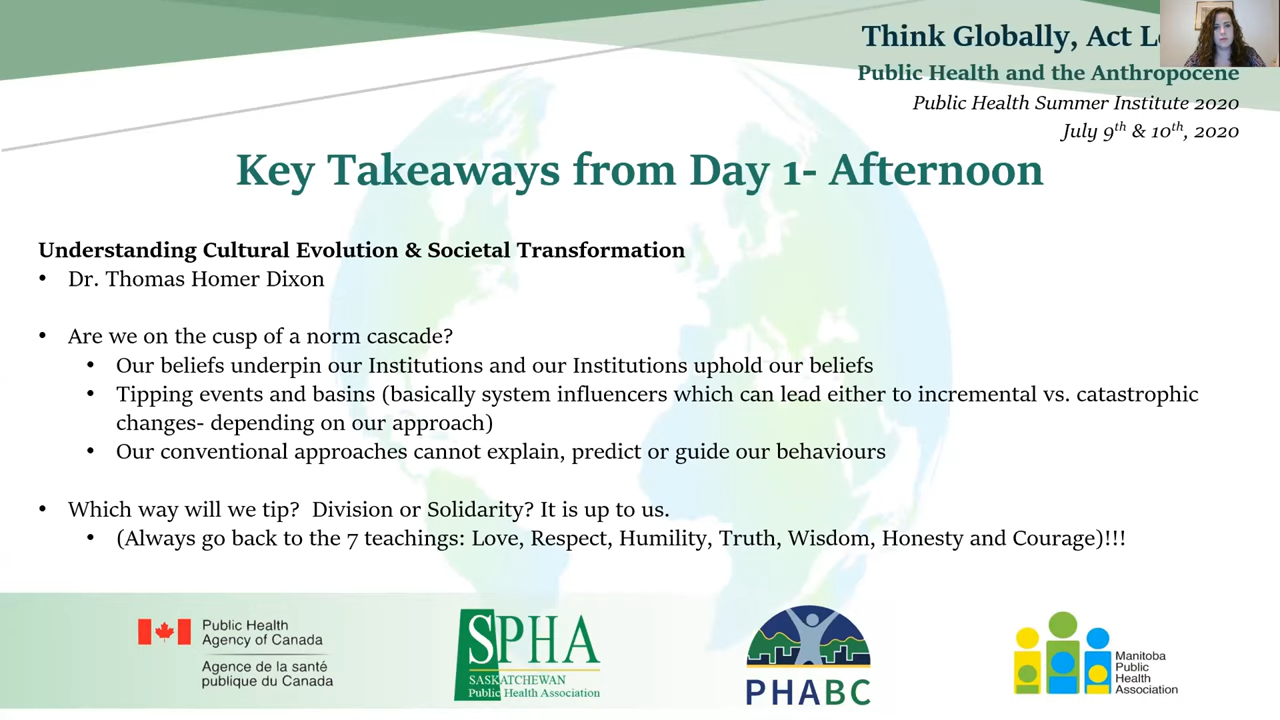 Think Globally, Act
Public Health and the Anthropocene
Public Health Summer Institute 2020
July 9th & 10th, 2020
Key Takeaways from Day 1- Afternoon
Understanding Cultural Evolution & Societal Transformation
• Dr. Thomas Homer Dixon
• Are we on the cusp of a norm cascade?
• Our beliefs underpin our Institutions and our Institutions uphold our beliefs
• Tipping events and basins (basically system influencers which can lead either to incremental vs. catastrophic
changes- depending on our approach)
• Our conventional approaches cannot explain, predict or guide our behaviours
• Which way will we tip?  Division or Solidarity? It is up to us.
• (Always go back to the 7 teachings: Love, Respect, Humility, Truth, Wisdom, Honesty and Courage)!!!
Public Health
Agency of Canada
Agence de la santé
publique du Canada
SPHA
SASKATCHEWAN
Public Health Association
PHABC
Manitoba
Public
Health
Association